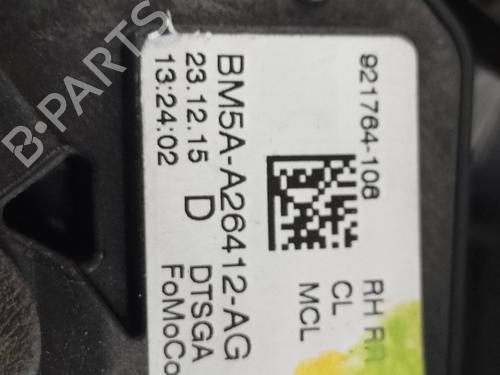 921764-108
RH RR
CL
MCL
BM5A-A26412-AG
23.12.15 D DTSGA
13:24:02 FoMoCo
B-PARTS